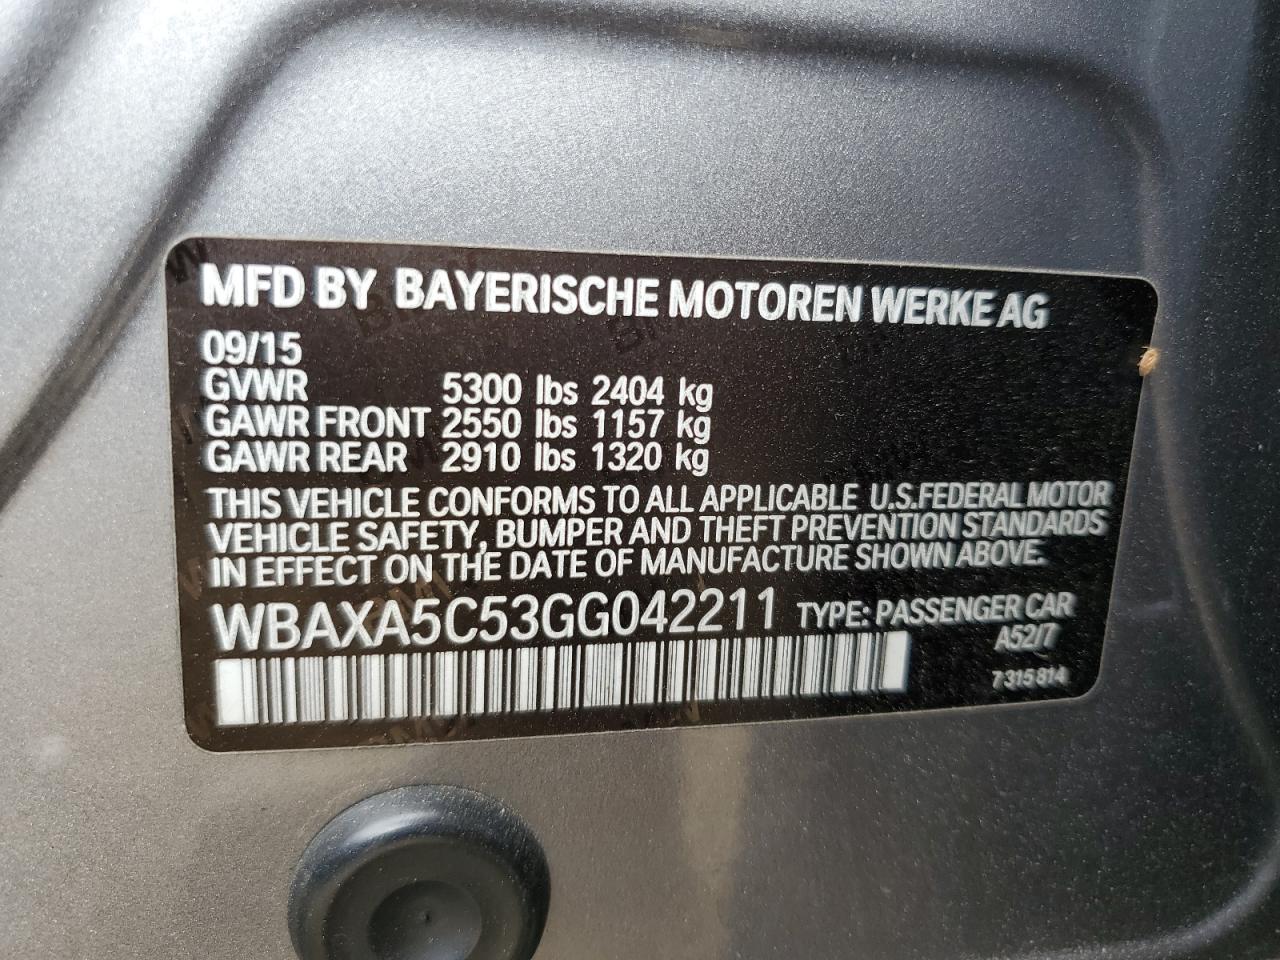 MFD BY BAYERISCHE MOTOREN WERKE AG
09/15
GVWR 5300 lbs 2404 kg
GAWR FRONT 2550 lbs 1157 kg
GAWR REAR 2910 lbs 1320 kg
THIS VEHICLE CONFORMS TO ALL APPLICABLE U.S.FEDERAL MOTOR
VEHICLE SAFETY, BUMPER AND THEFT PREVENTION STANDARDS
IN EFFECT ON THE DATE OF MANUFACTURE SHOWN ABOVE.
WBAXA5C53GG042211 TYPE: PASSENGER CAR
A52/7
7 315 814